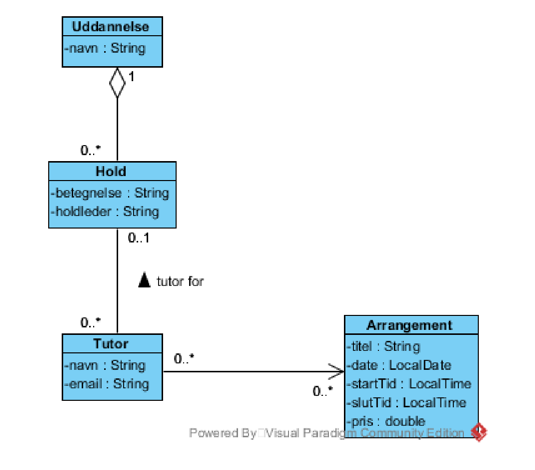 Uddannelse
-navn : String
1
0..*
Hold
-betegnelse : String
-holdleder : String
0..1
tutor for
0..*
Tutor
-navn : String
-email : String
0..*
0..*
Arrangement
-titel : String
-date : LocalDate
-startTid : LocalTime
-slutTid : LocalTime
-pris : double
Powered By Visual Paradigm Community Edition